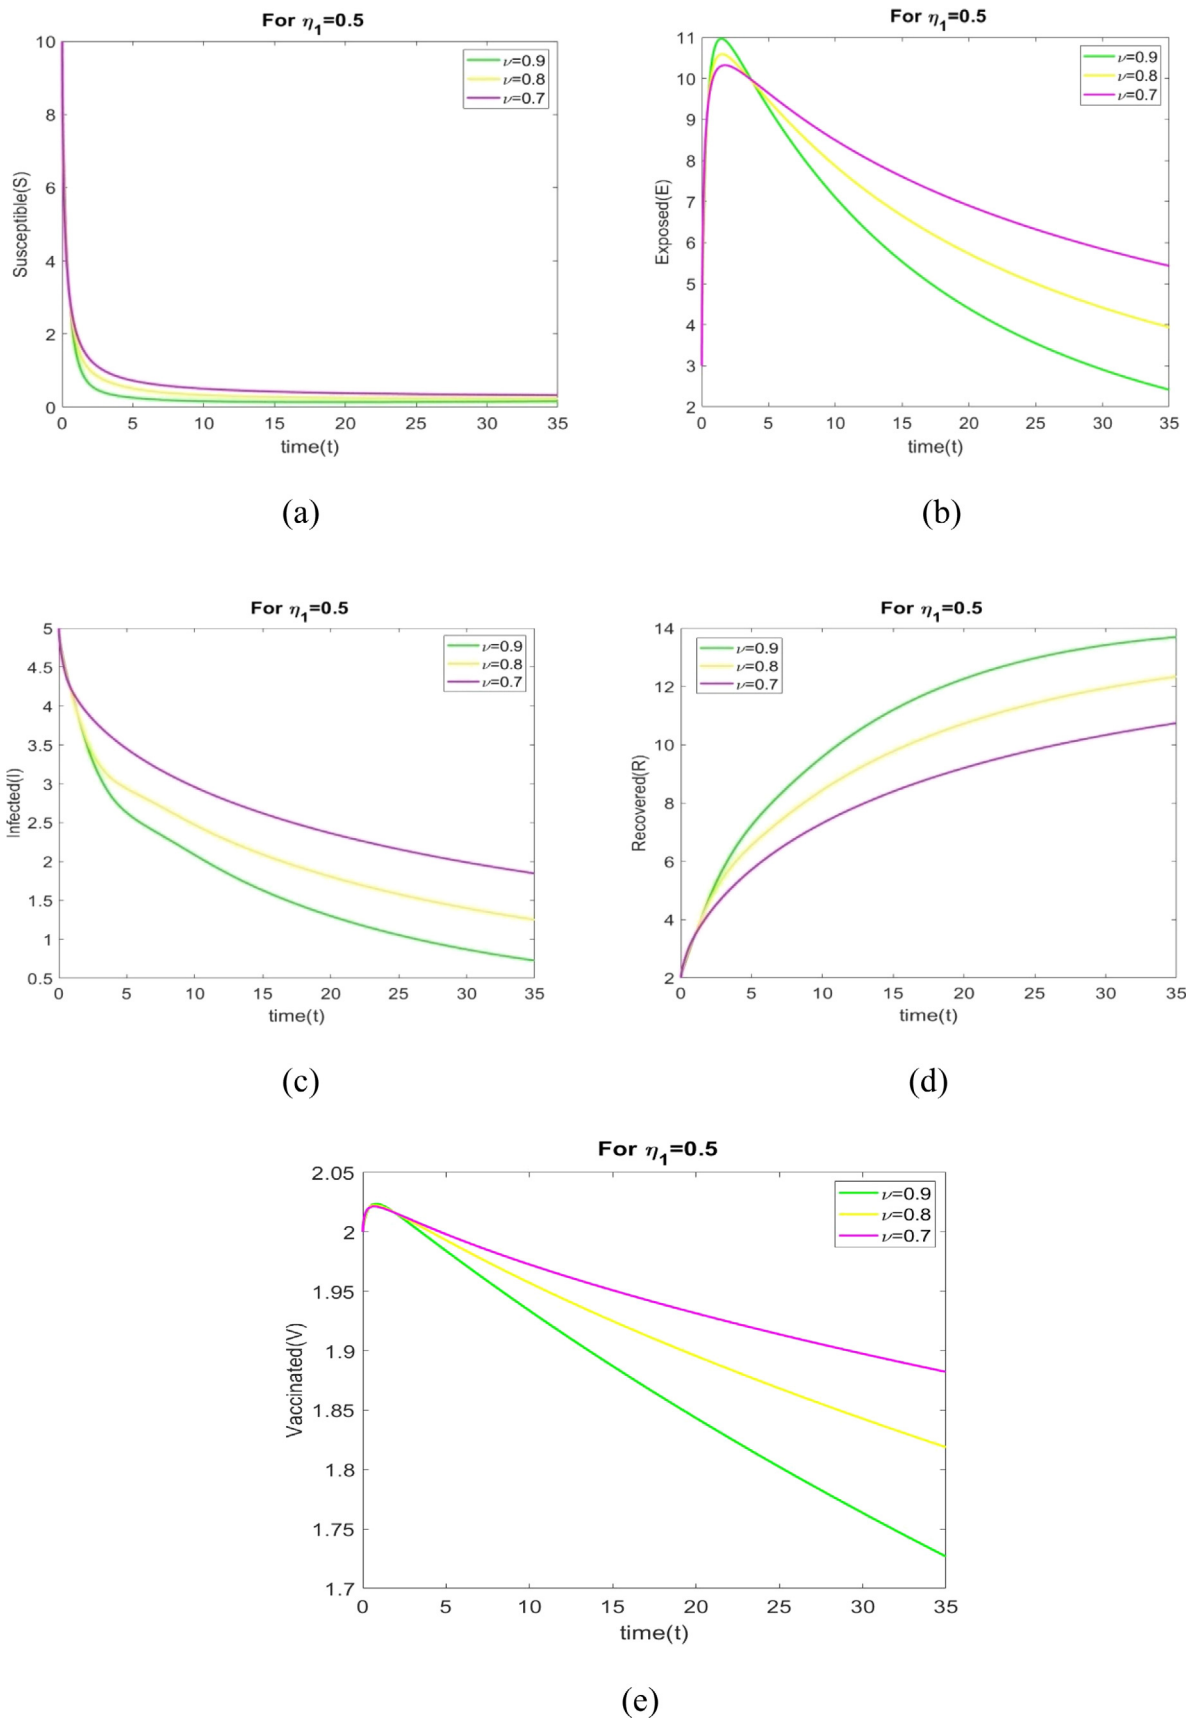 For η1=0.5
10
8
6
4
2
0
Susceptible(S)
ν=0.9
ν=0.8
ν=0.7
0 5 10 15 20 25 30 35
time(t)
(a)
For η1=0.5
11
10
9
8
7
6
5
4
3
2
Exposed(E)
ν=0.9
ν=0.8
ν=0.7
0 5 10 15 20 25 30 35
time(t)
(b)
For η1=0.5
5
4.5
4
3.5
3
2.5
2
1.5
1
0.5
Infected(I)
ν=0.9
ν=0.8
ν=0.7
0 5 10 15 20 25 30 35
time(t)
(c)
For η1=0.5
14
12
10
8
6
4
2
Recovered(R)
ν=0.9
ν=0.8
ν=0.7
0 5 10 15 20 25 30 35
time(t)
(d)
For η1=0.5
2.05
2
1.95
1.9
1.85
1.8
1.75
1.7
Vaccinated(V)
ν=0.9
ν=0.8
ν=0.7
0 5 10 15 20 25 30 35
time(t)
(e)